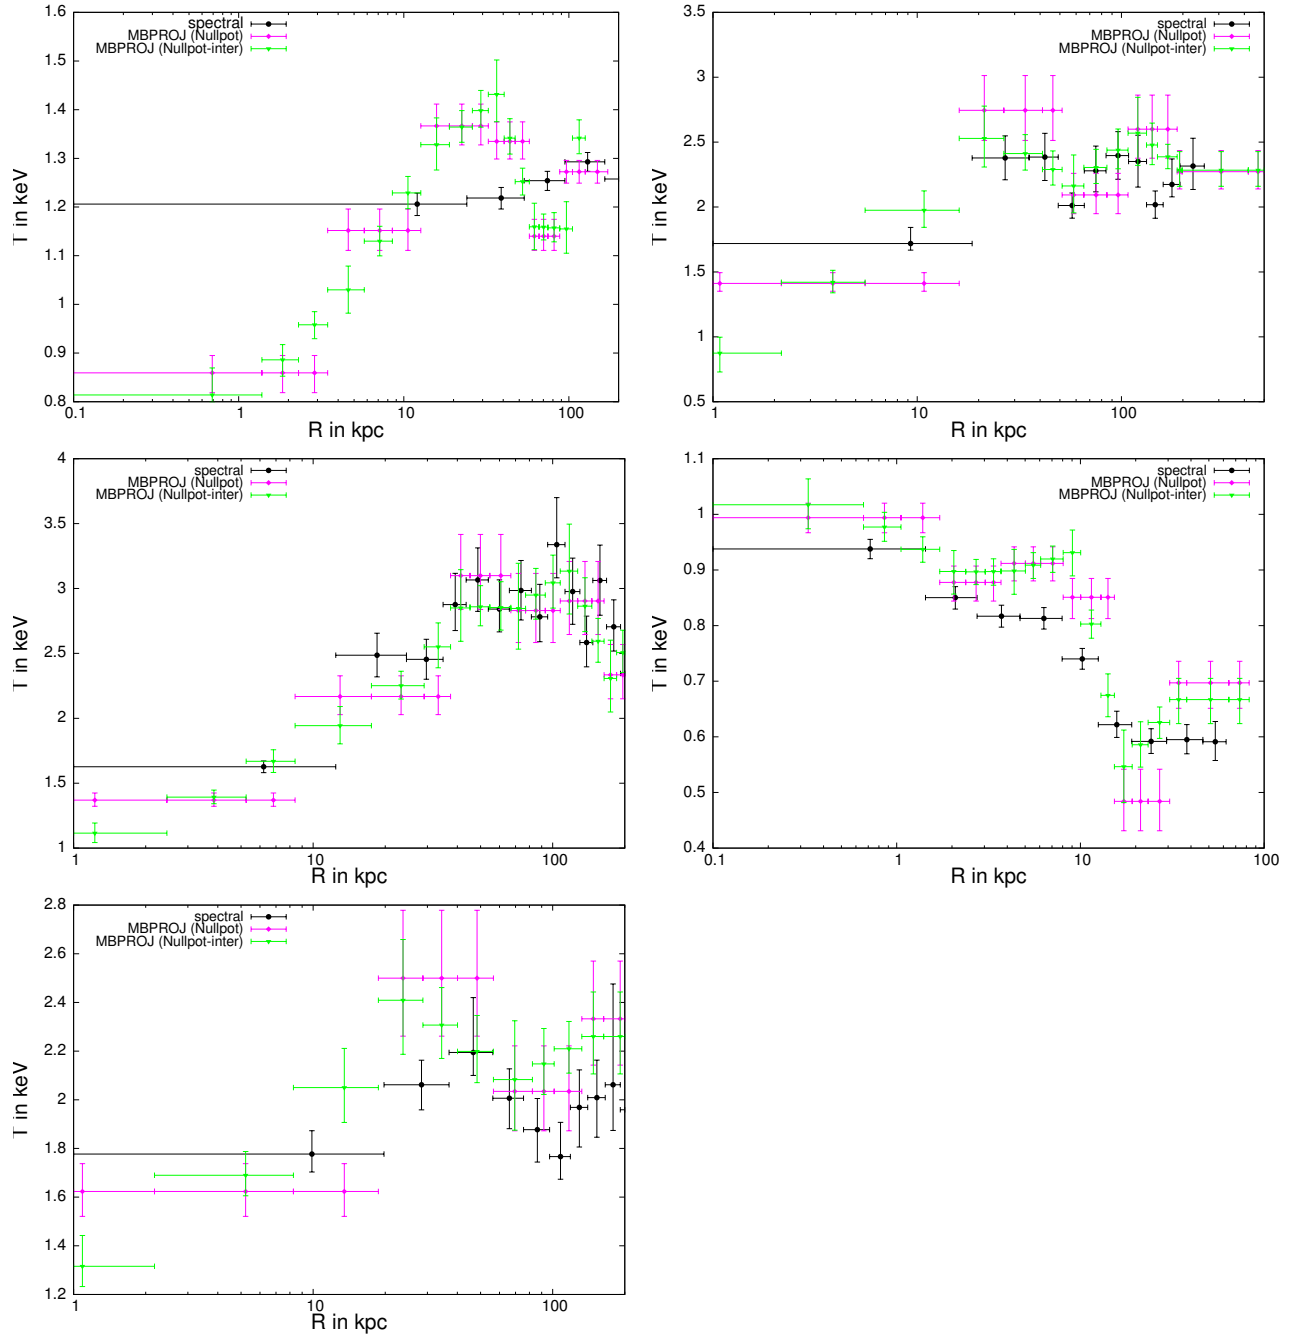 1.6
1.5
1.4
1.3
1.2
1.1
1
0.9
0.8
0.1 1 10 100
T in keV
R in kpc
spectral
MBPROJ (Nullpot)
MBPROJ (Nullpot-inter)
3.5
3
2.5
2
1.5
1
0.5
1 10 100
T in keV
R in kpc
spectral
MBPROJ (Nullpot)
MBPROJ (Nullpot-inter)
4
3.5
3
2.5
2
1.5
1
1 10 100
T in keV
R in kpc
spectral
MBPROJ (Nullpot)
MBPROJ (Nullpot-inter)
1.1
1
0.9
0.8
0.7
0.6
0.5
0.4
0.1 1 10 100
T in keV
R in kpc
spectral
MBPROJ (Nullpot)
MBPROJ (Nullpot-inter)
2.8
2.6
2.4
2.2
2
1.8
1.6
1.4
1.2
1 10 100
T in keV
R in kpc
spectral
MBPROJ (Nullpot)
MBPROJ (Nullpot-inter)